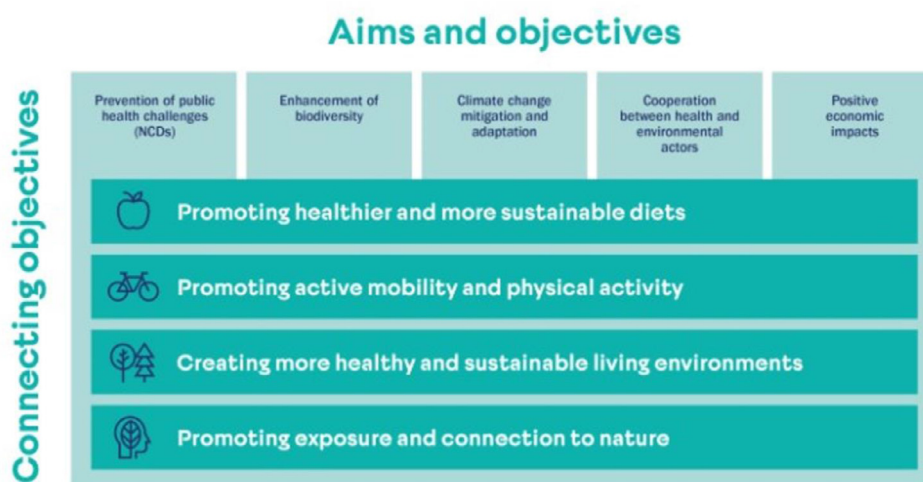 Aims and objectives
Connecting objectives
Prevention of public
health challenges
(NCDs)
Enhancement of
biodiversity
Climate change
mitigation and
adaptation
Cooperation
between health and
environmental
actors
Positive
economic
impacts
Promoting healthier and more sustainable diets
Promoting active mobility and physical activity
Creating more healthy and sustainable living environments
Promoting exposure and connection to nature